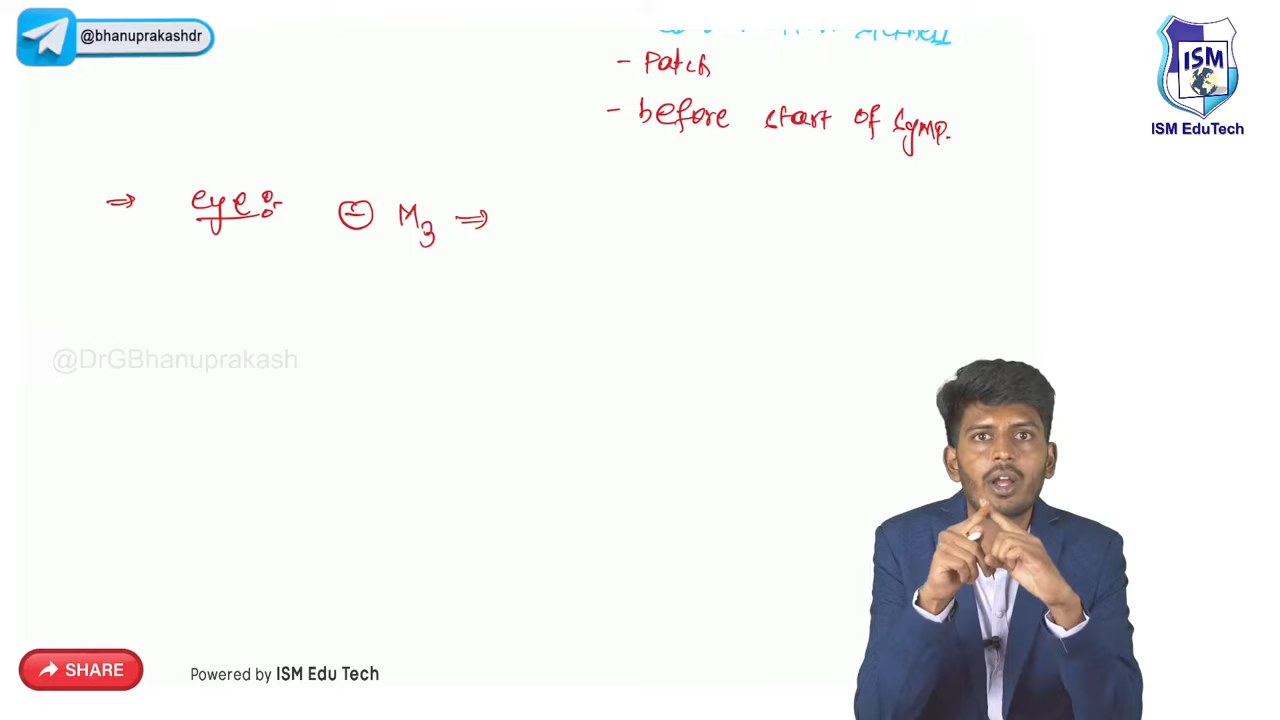 @bhanuprakashdr
- Patch
- before start of symp.
ISM
ISM EduTech
⇒ eye:- ⊖ M3 ⇒
@DrGBhanuprakash
SHARE
Powered by ISM Edu Tech